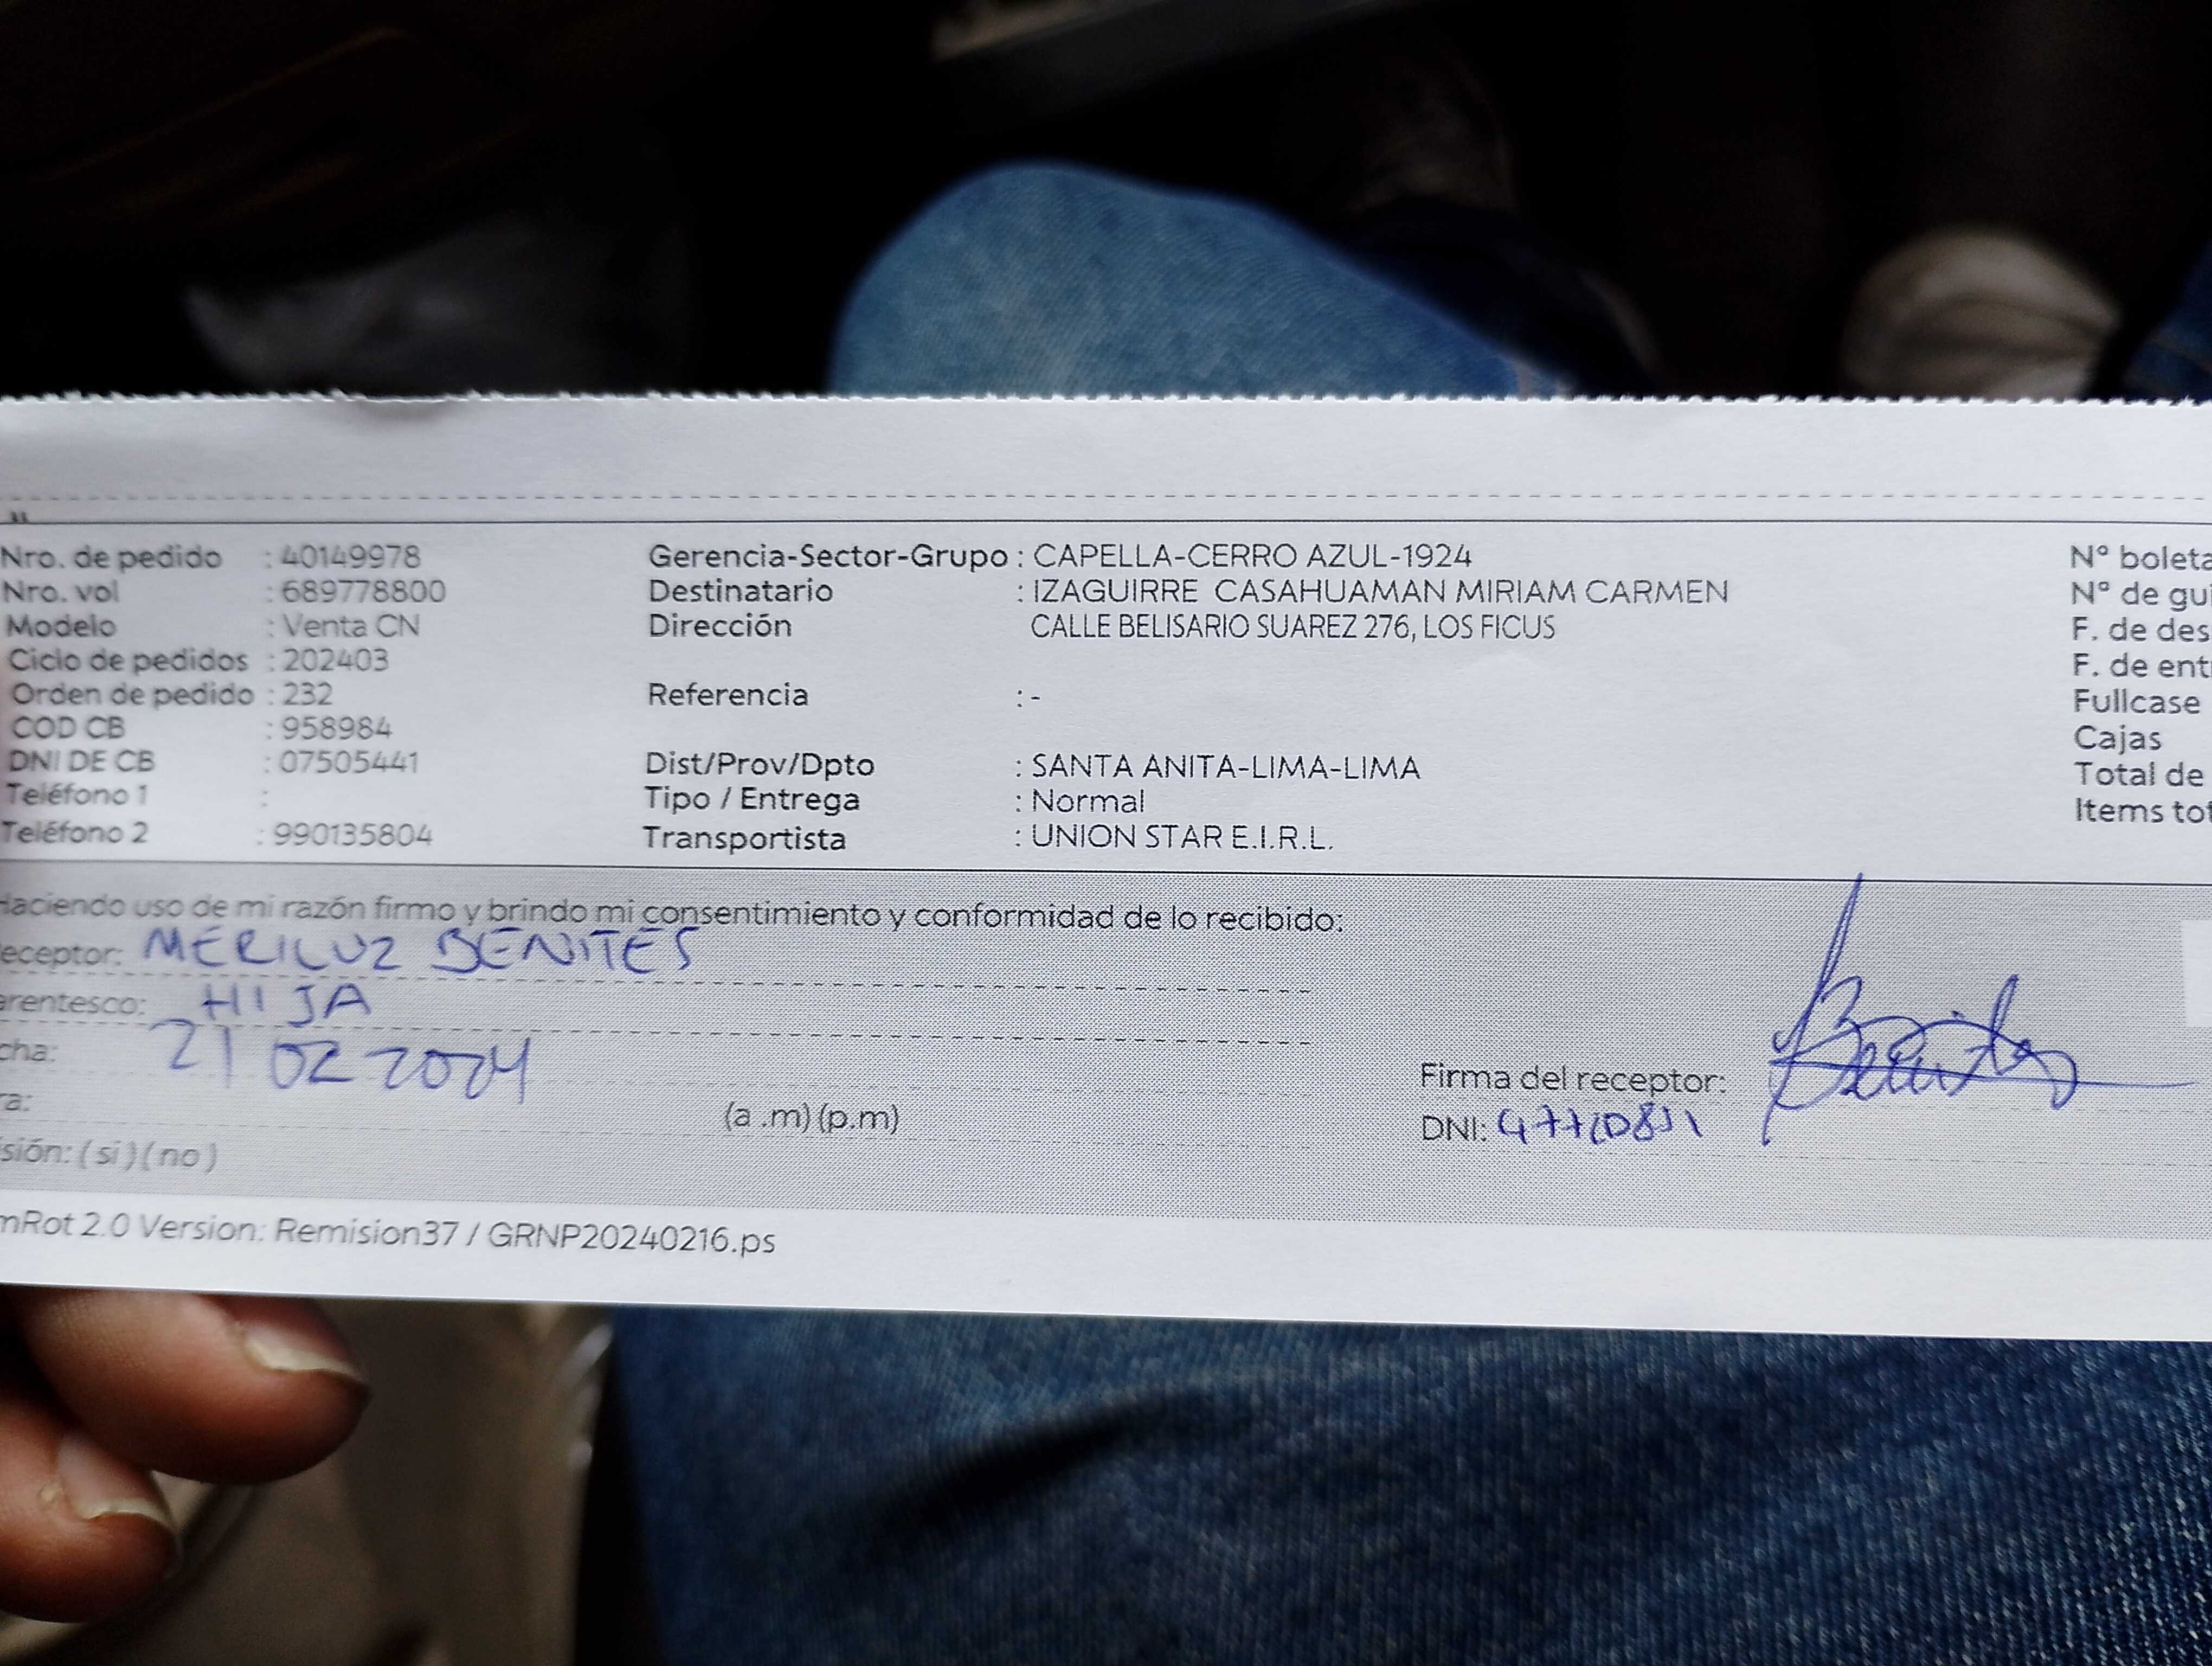 Nro. de pedido : 40149978 Gerencia-Sector-Grupo : CAPELLA-CERRO AZUL-1924 N° boleta
Nro. vol : 689778800 Destinatario : IZAGUIRRE CASAHUAMAN MIRIAM CARMEN N° de gui
Modelo : Venta CN Dirección CALLE BELISARIO SUAREZ 276, LOS FICUS F. de des
Ciclo de pedidos : 202403 F. de entr
Orden de pedido : 232 Referencia : - Fullcase
COD CB : 958984 Cajas
DNI DE CB : 07505441 Dist/Prov/Dpto : SANTA ANITA-LIMA-LIMA Total de
Teléfono 1 : Tipo / Entrega : Normal Items tot
Teléfono 2 : 990135804 Transportista : UNION STAR E.I.R.L.
Haciendo uso de mi razón firmo y brindo mi consentimiento y conformidad de lo recibido:
eceptor: MERILUZ BENITES
arentesco: HIJA
cha: 21 02 2024
Firma del receptor: Benites
ra: (a .m) (p.m) DNI:
sión: ( si ) ( no )
mRot 2.0 Version: Remision37 / GRNP20240216.ps